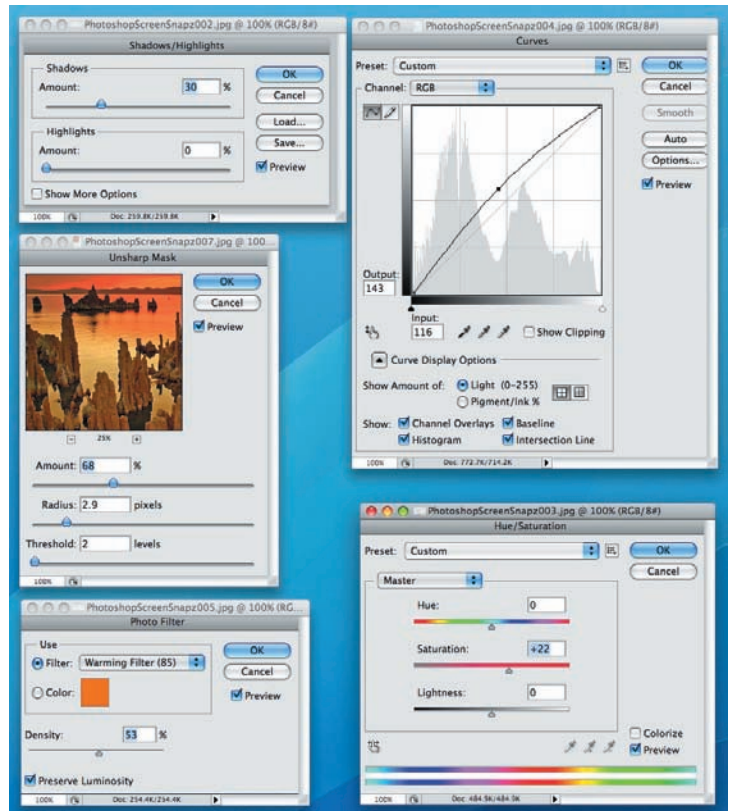 PhotoshopScreenSnapz002.jpg @ 100% (RGB/8#)
Shadows/Highlights
Shadows
Amount: 30 %
Highlights
Amount: 0 %
Show More Options
OK
Cancel
Load...
Save...
Preview
100% Doc: 259.8K/259.8K
PhotoshopScreenSnapz004.jpg @ 100% (RGB/8#)
Curves
Preset: Custom
Channel: RGB
Output:
143
Input:
116
Show Clipping
Curve Display Options
Show Amount of: Light (0-255)
Pigment/Ink %
Show: Channel Overlays Baseline
Histogram Intersection Line
OK
Cancel
Smooth
Auto
Options...
Preview
100% Doc: 772.7K/714.2K
PhotoshopScreenSnapz007.jpg @ 100...
Unsharp Mask
OK
Cancel
Preview
25%
Amount: 68 %
Radius: 2.9 pixels
Threshold: 2 levels
100%
PhotoshopScreenSnapz005.jpg @ 100% (RG...
Photo Filter
Use
Filter: Warming Filter (85)
Color:
Density: 53 %
Preserve Luminosity
OK
Cancel
Preview
100% Doc: 254.4K/254.4K
PhotoshopScreenSnapz003.jpg @ 100% (RGB/8#)
Hue/Saturation
Preset: Custom
Master
Hue: 0
Saturation: +22
Lightness: 0
OK
Cancel
Colorize
Preview
100% Doc: 484.5K/484.5K